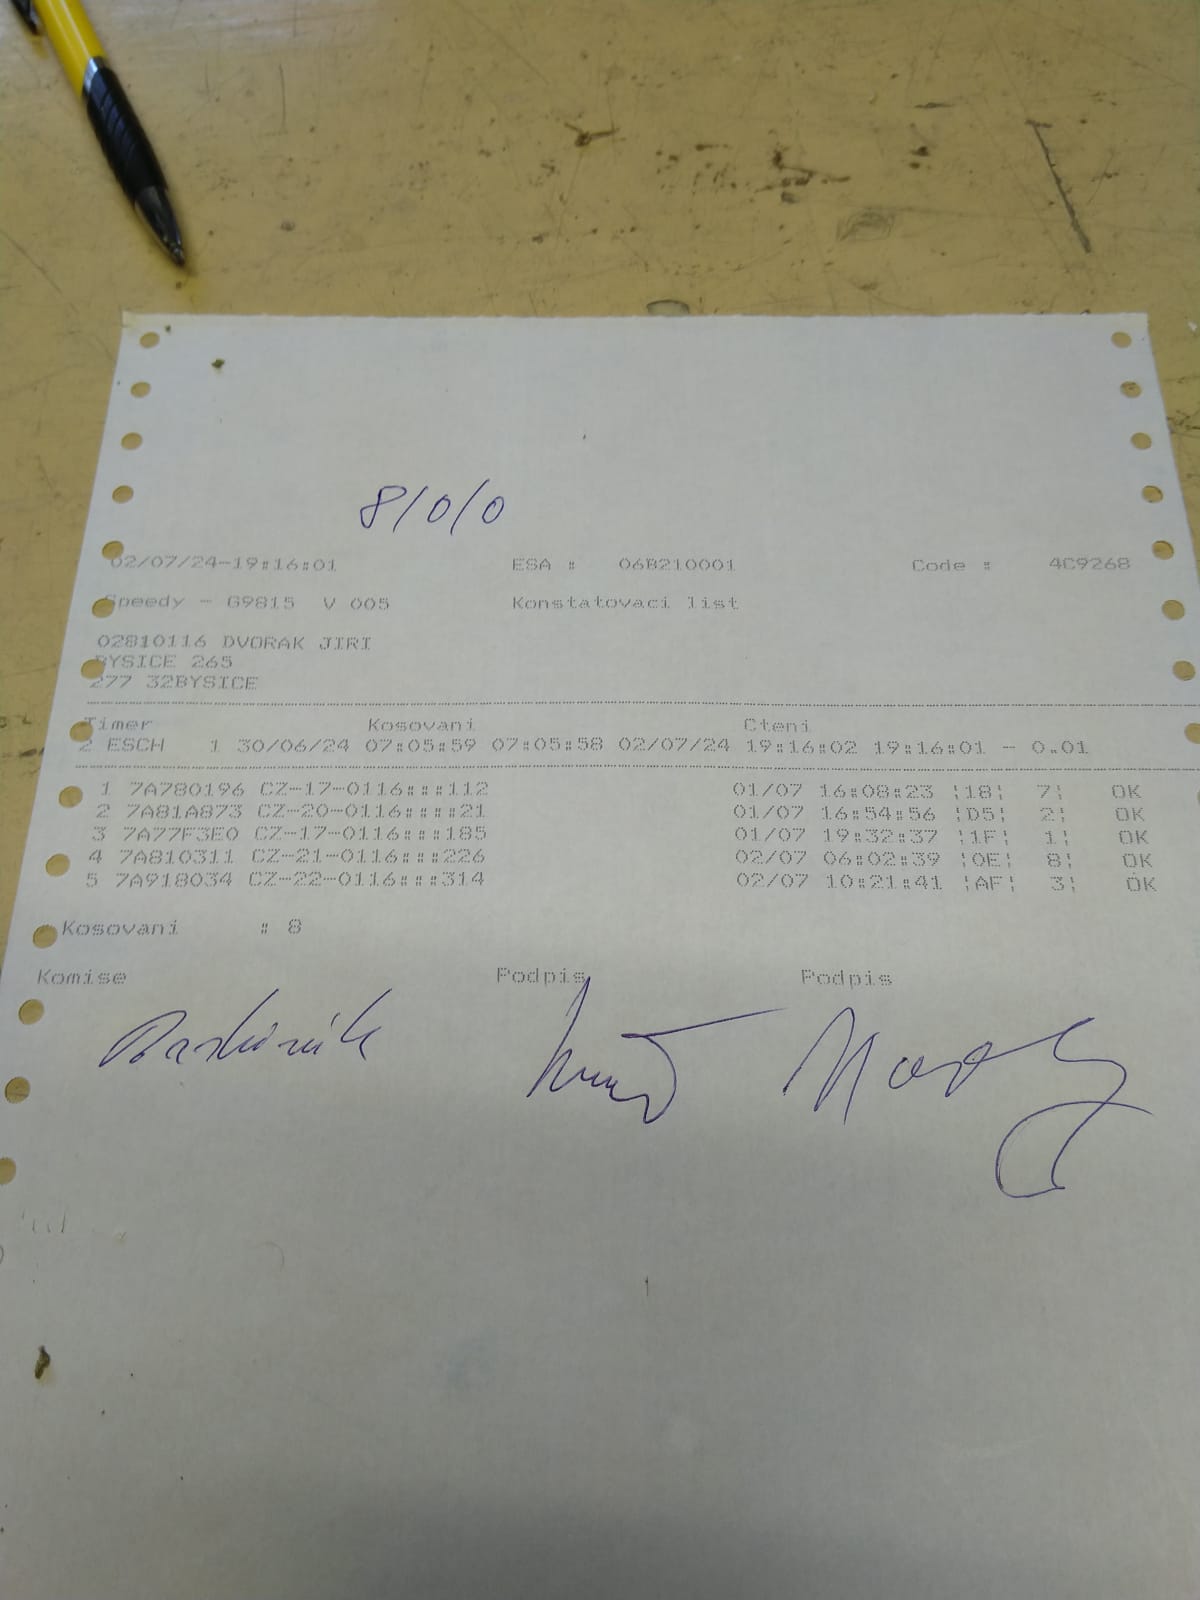 8/0/0
02/07/24-19:16:01 ESA : 06B210001 Code : 4C9268
Speedy - G9815 V 005 Konstatovaci list
02810116 DVORAK JIRI
BYSICE 265
277 32BYSICE
Timer Kosovani Cteni
2 ESCH 1 30/06/24 07:05:59 07:05:58 02/07/24 19:16:02 19:16:01 - 0.01
1 7A780196 CZ-17-0116:::112 01/07 16:08:23 ¦18¦ 7¦ OK
2 7A81A873 CZ-20-0116:::21 01/07 16:54:56 ¦D5¦ 2¦ OK
3 7A77F3E0 CZ-17-0116:::185 01/07 19:32:37 ¦1F¦ 1¦ OK
4 7A810311 CZ-21-0116:::226 02/07 06:02:39 ¦0E¦ 8¦ OK
5 7A918034 CZ-22-0116:::314 02/07 10:21:41 ¦AF¦ 3¦ OK
Kosovani : 8
Komise Podpis Podpis